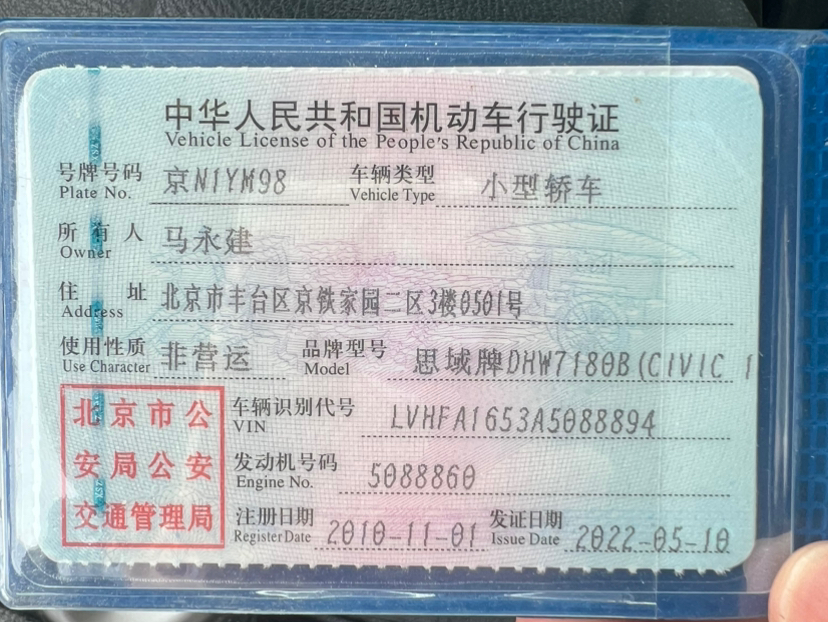 中华人民共和国机动车行驶证
Vehicle License of the People's Republic of China
号牌号码 京N1YM98 车辆类型 小型轿车
Plate No. Vehicle Type
所有人 马永建
Owner
住址 北京市丰台区京铁家园二区3楼0501号
Address
使用性质 非营运 品牌型号 思域牌DHW7180B(CIVIC 1
Use Character Model
北京市公 车辆识别代号 LVHFA1653A5088894
VIN
安局公安 发动机号码 5088860
Engine No.
交通管理局 注册日期 2010-11-01 发证日期 2022-05-10
Register Date Issue Date